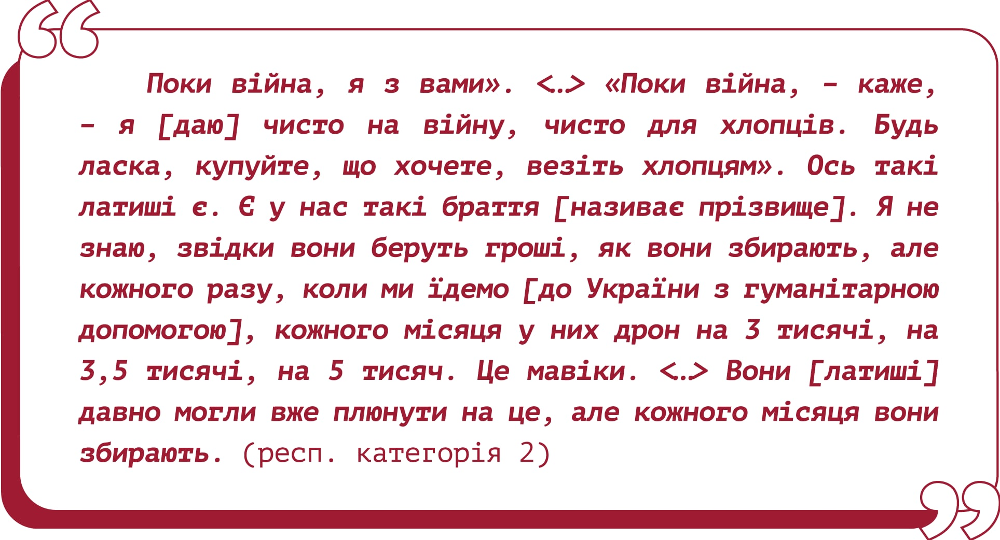 Поки війна, я з вами». <…> «Поки війна, – каже,
– я [даю] чисто на війну, чисто для хлопців. Будь
ласка, купуйте, що хочете, везіть хлопцям». Ось такі
латиші є. Є у нас такі браття [називає прізвище]. Я не
знаю, звідки вони беруть гроші, як вони збирають, але
кожного разу, коли ми їдемо [до України з гуманітарною
допомогою], кожного місяця у них дрон на 3 тисячі, на
3,5 тисячі, на 5 тисяч. Це мавіки. <…> Вони [латиші]
давно могли вже плюнути на це, але кожного місяця вони
збирають. (респ. категорія 2)